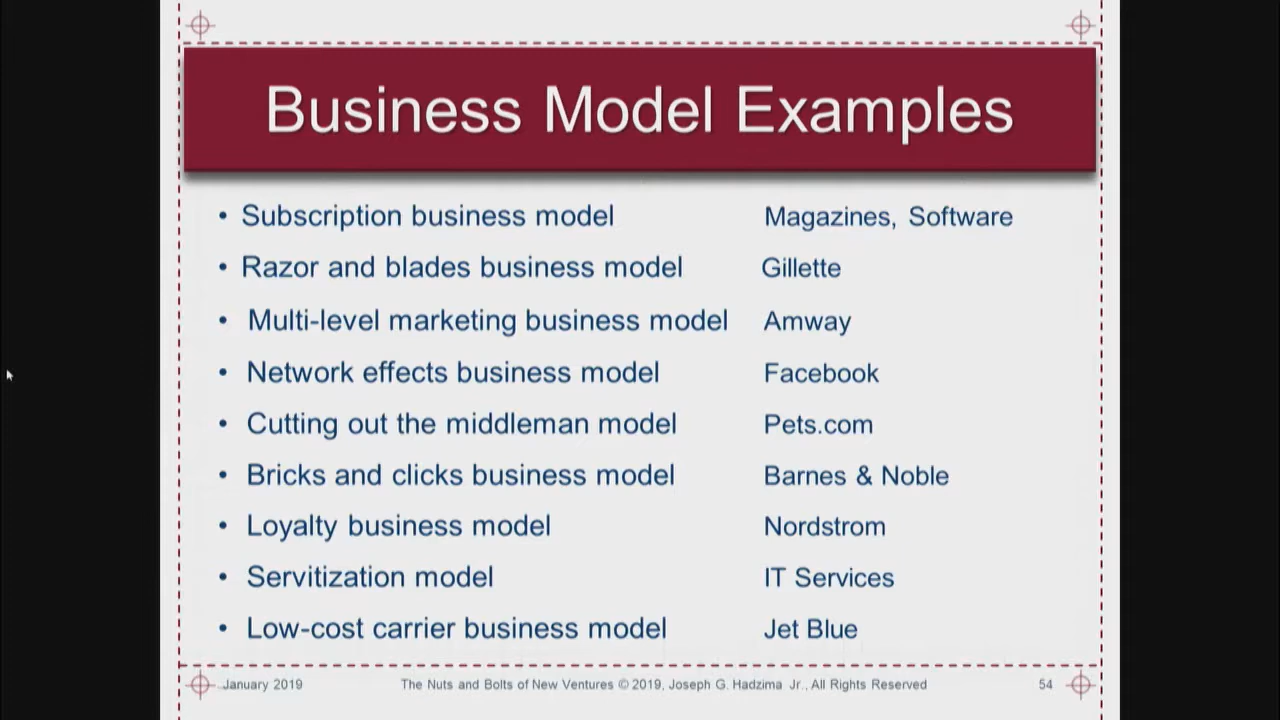 Business Model Examples
• Subscription business model Magazines, Software
• Razor and blades business model Gillette
• Multi-level marketing business model Amway
• Network effects business model Facebook
• Cutting out the middleman model Pets.com
• Bricks and clicks business model Barnes & Noble
• Loyalty business model Nordstrom
• Servitization model IT Services
• Low-cost carrier business model Jet Blue
January 2019 The Nuts and Bolts of New Ventures © 2019, Joseph G. Hadzima Jr., All Rights Reserved 54